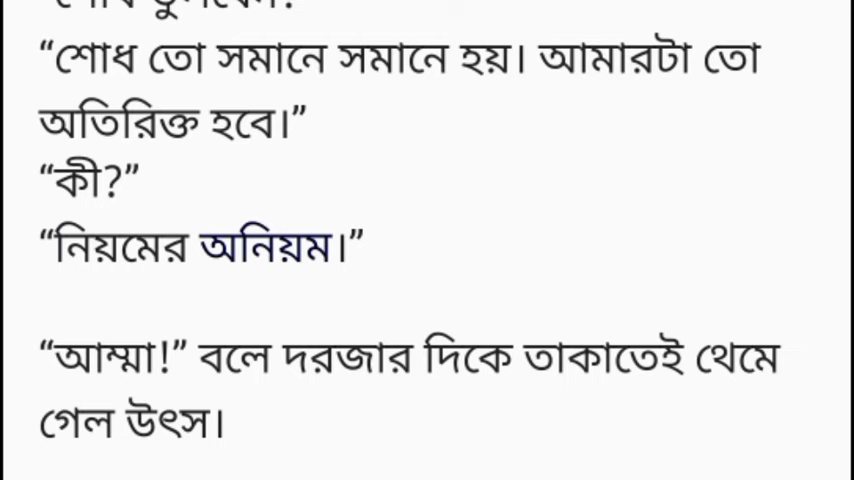 “শোধ তো সমানে সমানে হয়। আমারটা তো
অতিরিক্ত হবে।”
“কী?”
“নিয়মের অনিয়ম।”
“আম্মা!” বলে দরজার দিকে তাকাতেই থেমে
গেল উৎস।